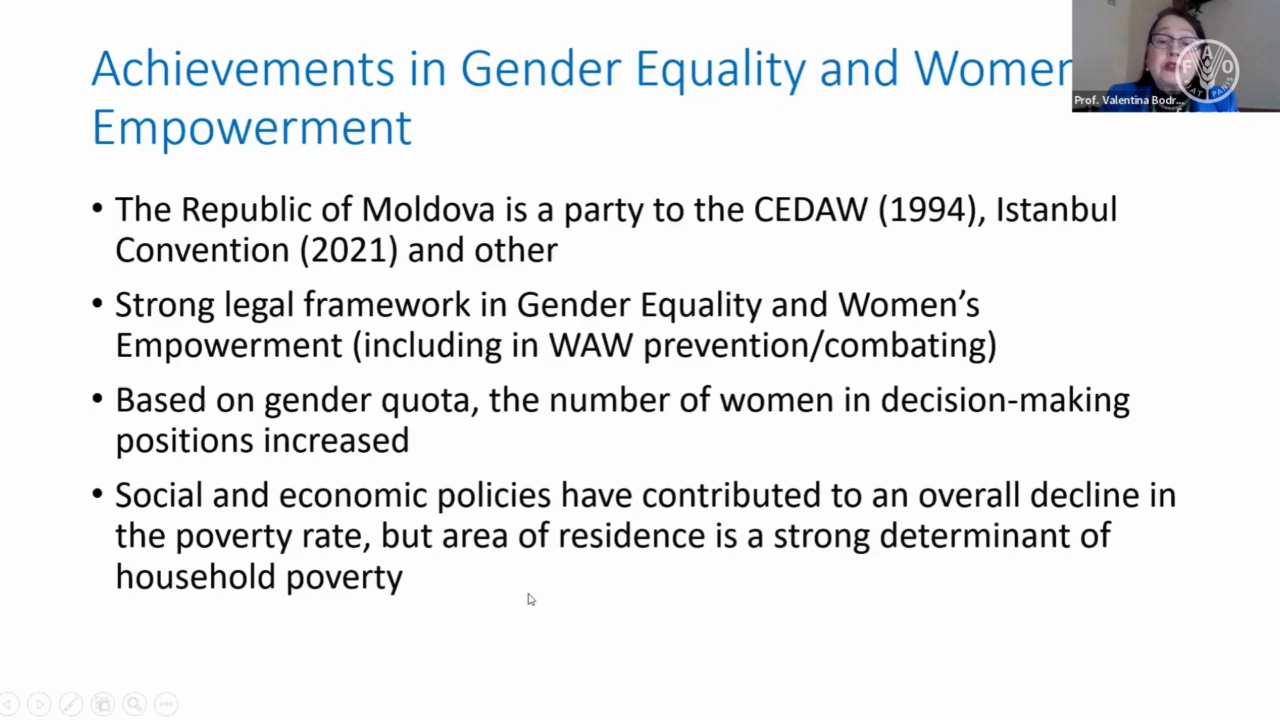 Achievements in Gender Equality and Women
Empowerment
Prof. Valentina Bodr...
FAO
FIAT PANIS
• The Republic of Moldova is a party to the CEDAW (1994), Istanbul
Convention (2021) and other
• Strong legal framework in Gender Equality and Women’s
Empowerment (including in WAW prevention/combating)
• Based on gender quota, the number of women in decision-making
positions increased
• Social and economic policies have contributed to an overall decline in
the poverty rate, but area of residence is a strong determinant of
household poverty